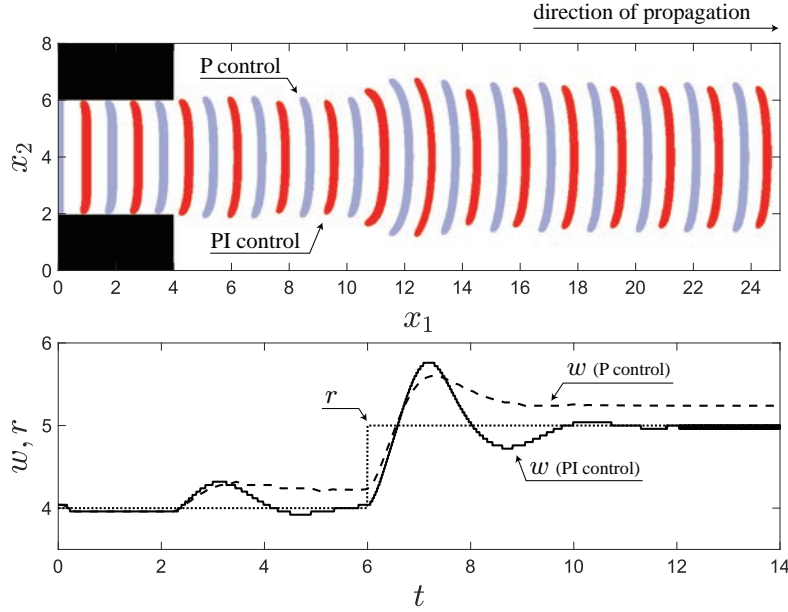 direction of propagation
8
P control
6
x₂
4
2
PI control
0
0 2 4 6 8 10 12 14 16 18 20 22 24
x₁
6
w (P control)
r
5
w, r
w (PI control)
4
0 2 4 6 8 10 12 14
t